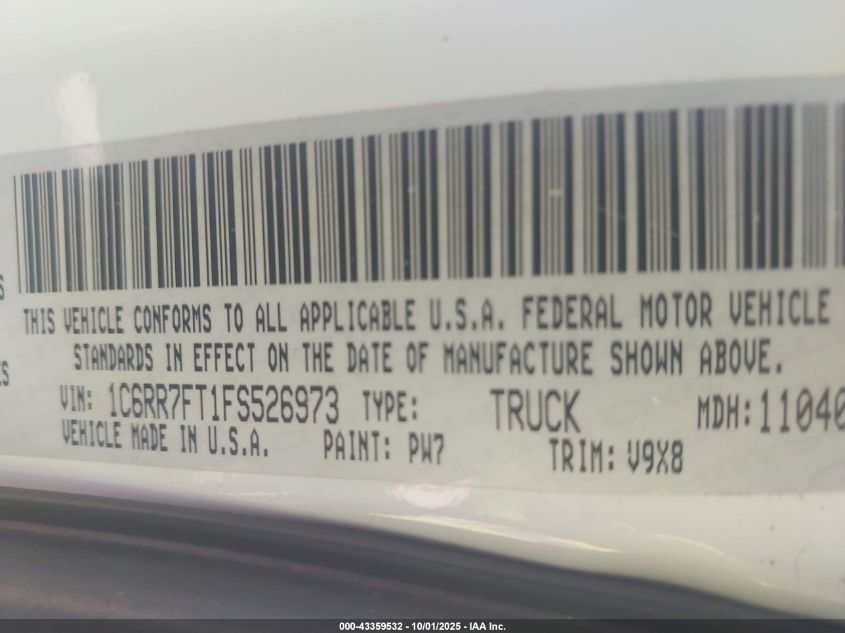 S
THIS VEHICLE CONFORMS TO ALL APPLICABLE U.S.A. FEDERAL MOTOR VEHICLE
STANDARDS IN EFFECT ON THE DATE OF MANUFACTURE SHOWN ABOVE.
ES
VIN: 1C6RR7FT1FS526973 TYPE: TRUCK MDH: 11040
VEHICLE MADE IN U.S.A. PAINT: PW7 TRIM: V9X8
000-43359532 - 10/01/2025 - IAA Inc.